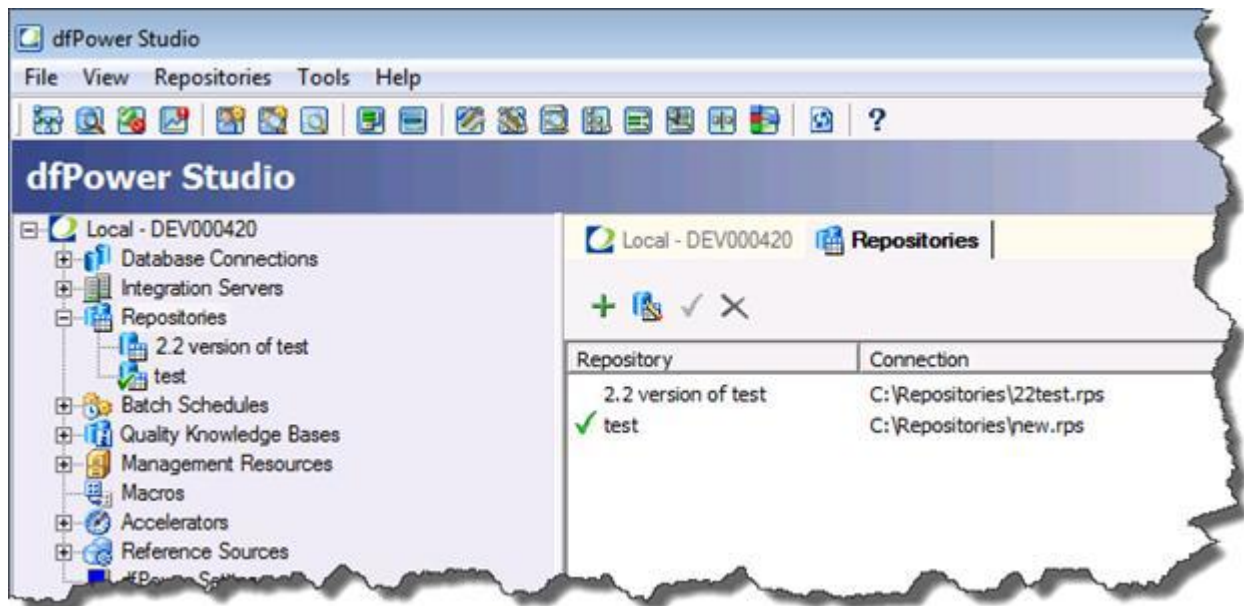 dfPower Studio
File View Repositories Tools Help
?
dfPower Studio
Local - DEV000420
Database Connections
Integration Servers
Repositories
2.2 version of test
test
Batch Schedules
Quality Knowledge Bases
Management Resources
Macros
Accelerators
Reference Sources
dfPower
Local - DEV000420 Repositories
Repository Connection
2.2 version of test C:\Repositories\22test.rps
test C:\Repositories\new.rps